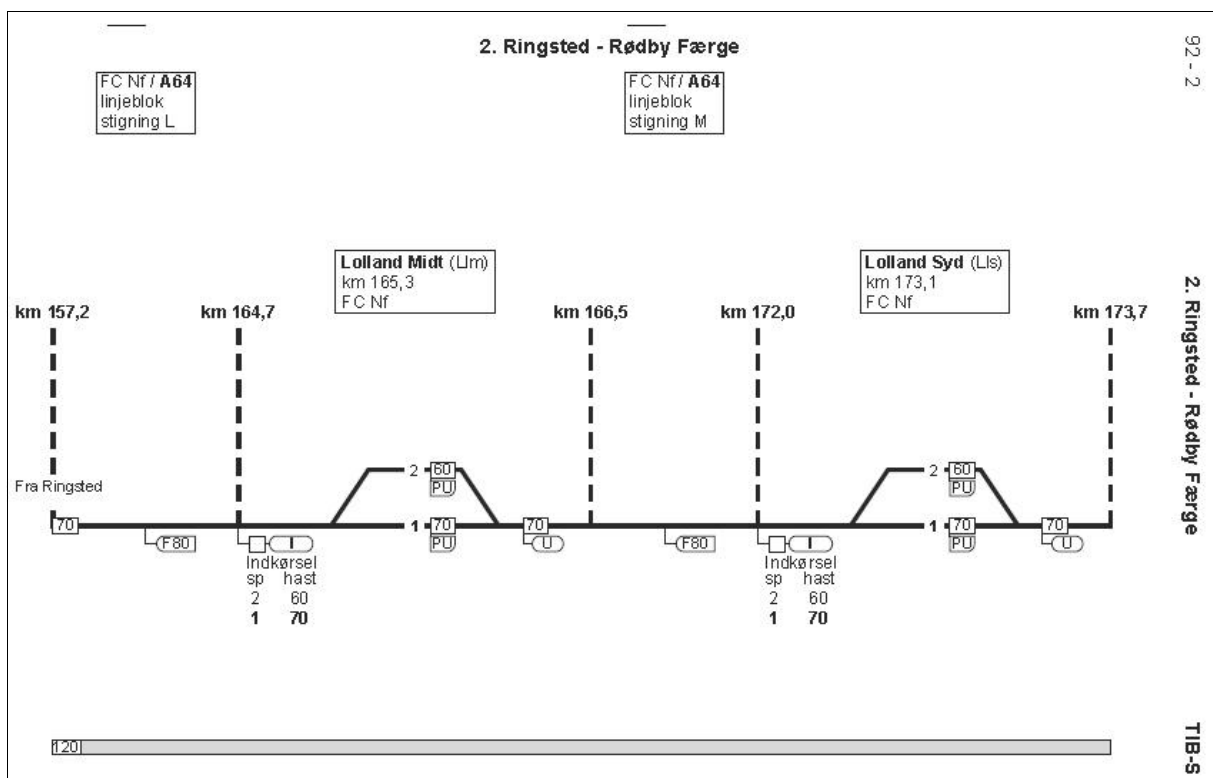 2. Ringsted - Rødby Færge
92 - 2
FC Nf / A64
linjeblok
stigning L
FC Nf / A64
linjeblok
stigning M
Lolland Midt (Llm)
km 165,3
FC Nf
Lolland Syd (Lls)
km 173,1
FC Nf
km 157,2
km 164,7
km 166,5
km 172,0
km 173,7
2. Ringsted - Rødby Færge
Fra Ringsted
2 60
PU
2 60
PU
70
1 70
70
1 70
70
F80
I
PU
U
F80
I
PU
U
Indkørsel
sp hast
2 60
1 70
Indkørsel
sp hast
2 60
1 70
120
TIB-S